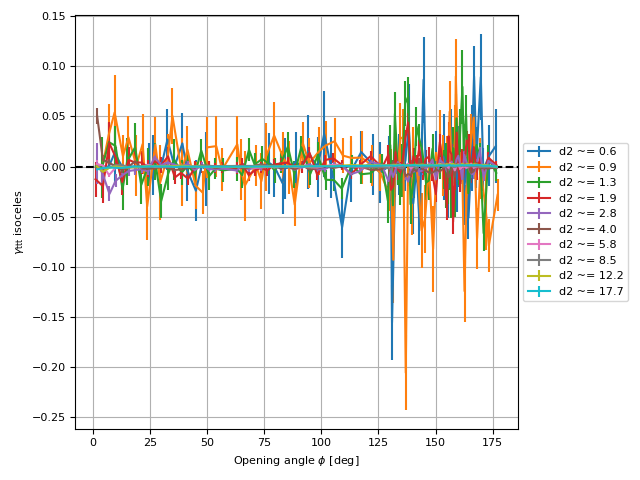 0.15
0.10
0.05
0.00
−0.05
−0.10
−0.15
−0.20
−0.25
γttt isoceles
0
25
50
75
100
125
150
175
Opening angle ϕ [deg]
d2 ~= 0.6
d2 ~= 0.9
d2 ~= 1.3
d2 ~= 1.9
d2 ~= 2.8
d2 ~= 4.0
d2 ~= 5.8
d2 ~= 8.5
d2 ~= 12.2
d2 ~= 17.7